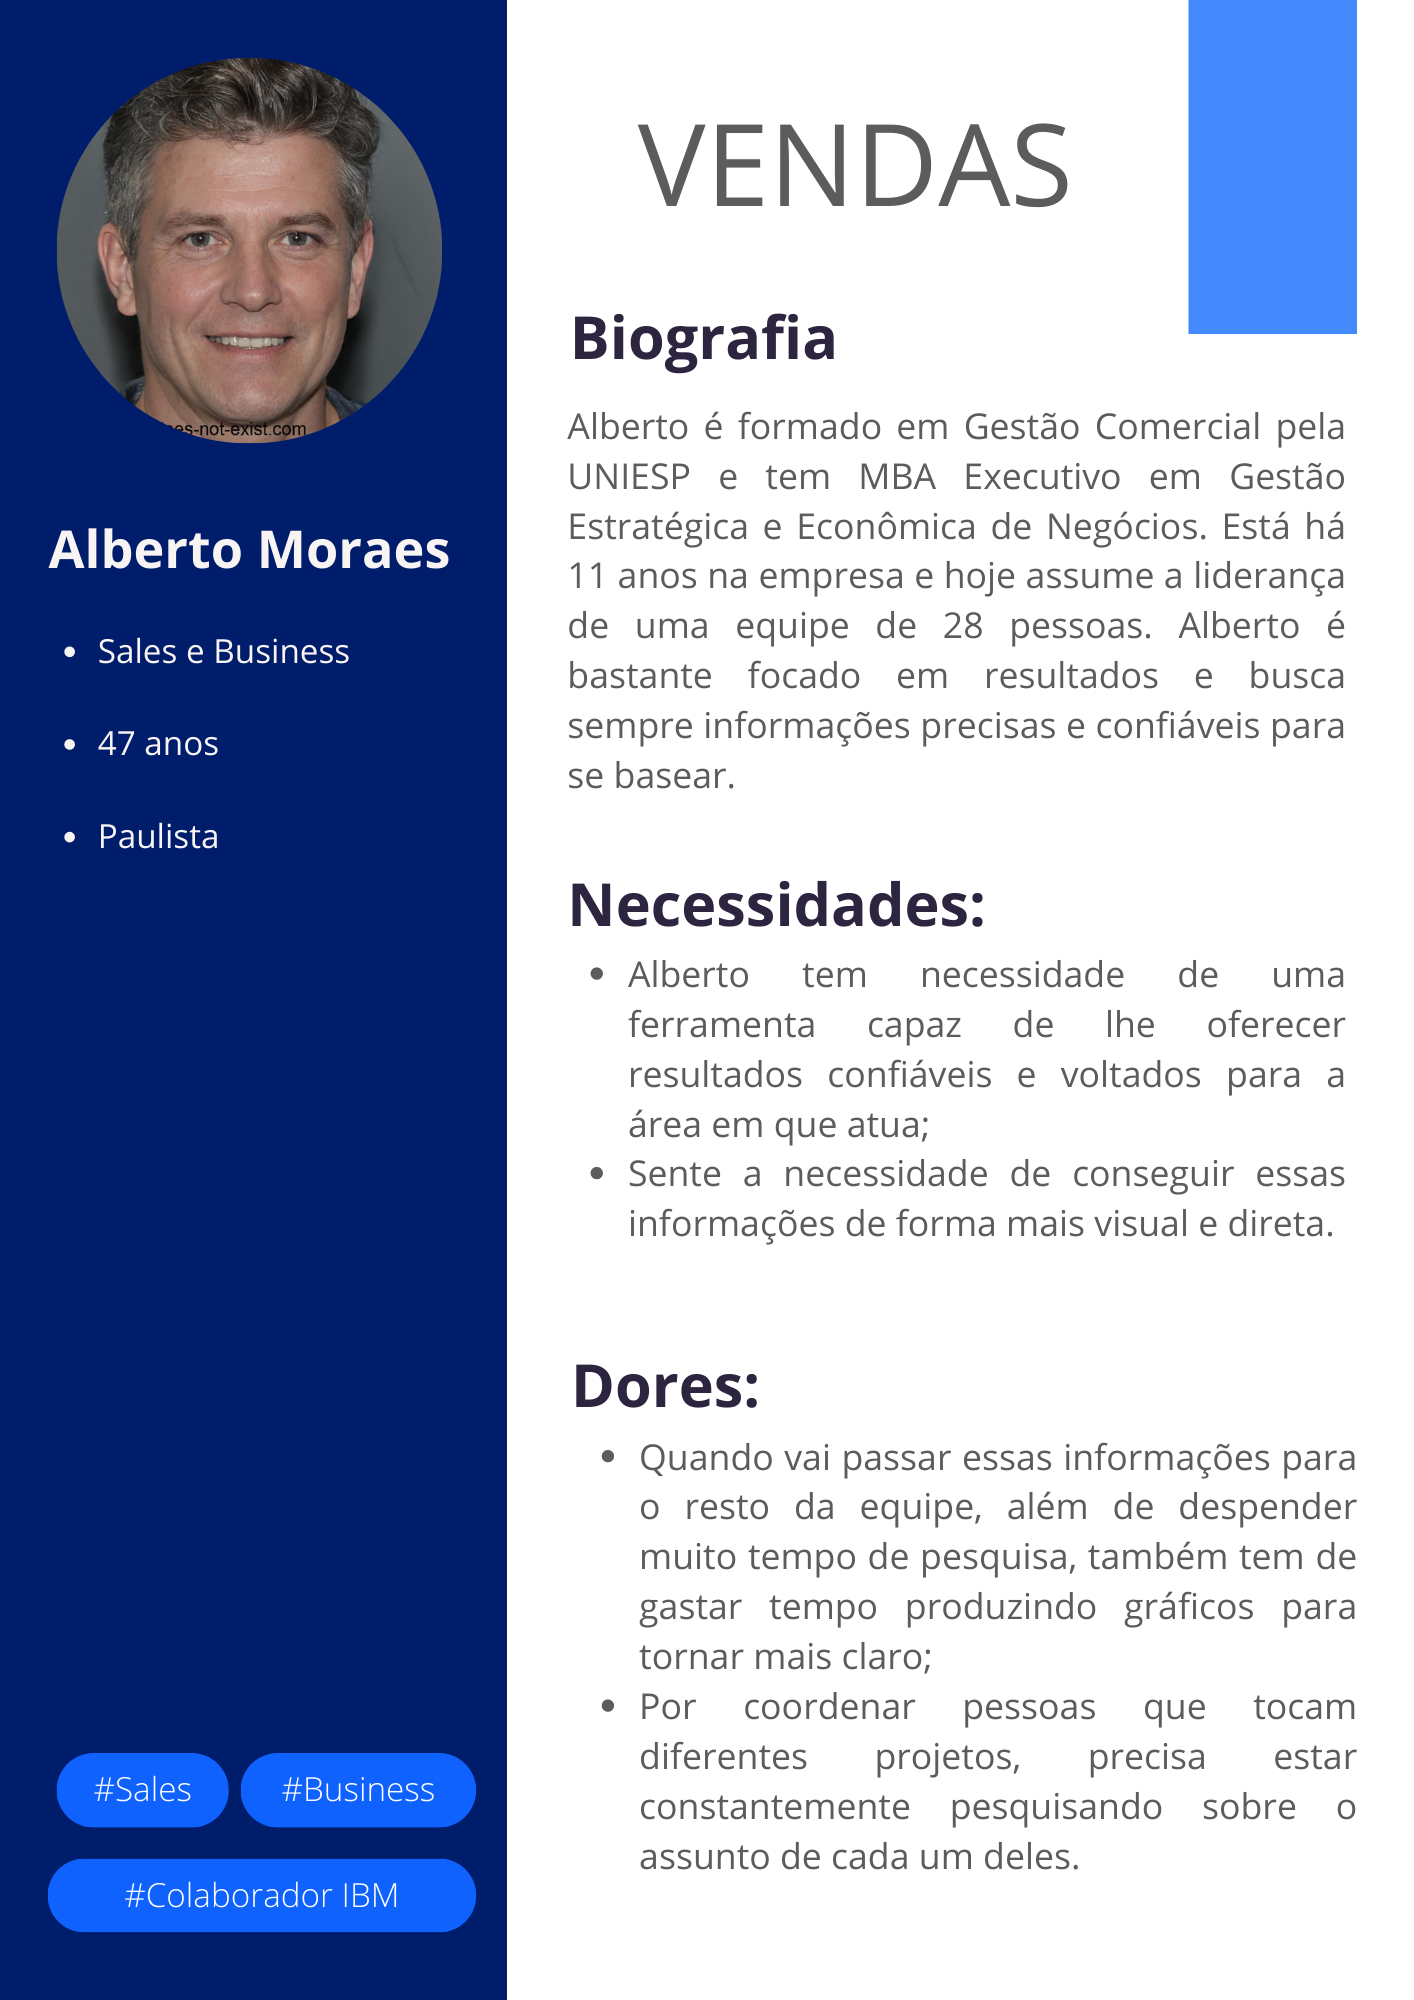 es-not-exist.com
Alberto Moraes
• Sales e Business
• 47 anos
• Paulista
#Sales
#Business
#Colaborador IBM
VENDAS
Biografia
Alberto é formado em Gestão Comercial pela
UNIESP e tem MBA Executivo em Gestão
Estratégica e Econômica de Negócios. Está há
11 anos na empresa e hoje assume a liderança
de uma equipe de 28 pessoas. Alberto é
bastante focado em resultados e busca
sempre informações precisas e confiáveis para
se basear.
Necessidades:
• Alberto tem necessidade de uma
ferramenta capaz de lhe oferecer
resultados confiáveis e voltados para a
área em que atua;
• Sente a necessidade de conseguir essas
informações de forma mais visual e direta.
Dores:
• Quando vai passar essas informações para
o resto da equipe, além de despender
muito tempo de pesquisa, também tem de
gastar tempo produzindo gráficos para
tornar mais claro;
• Por coordenar pessoas que tocam
diferentes projetos, precisa estar
constantemente pesquisando sobre o
assunto de cada um deles.